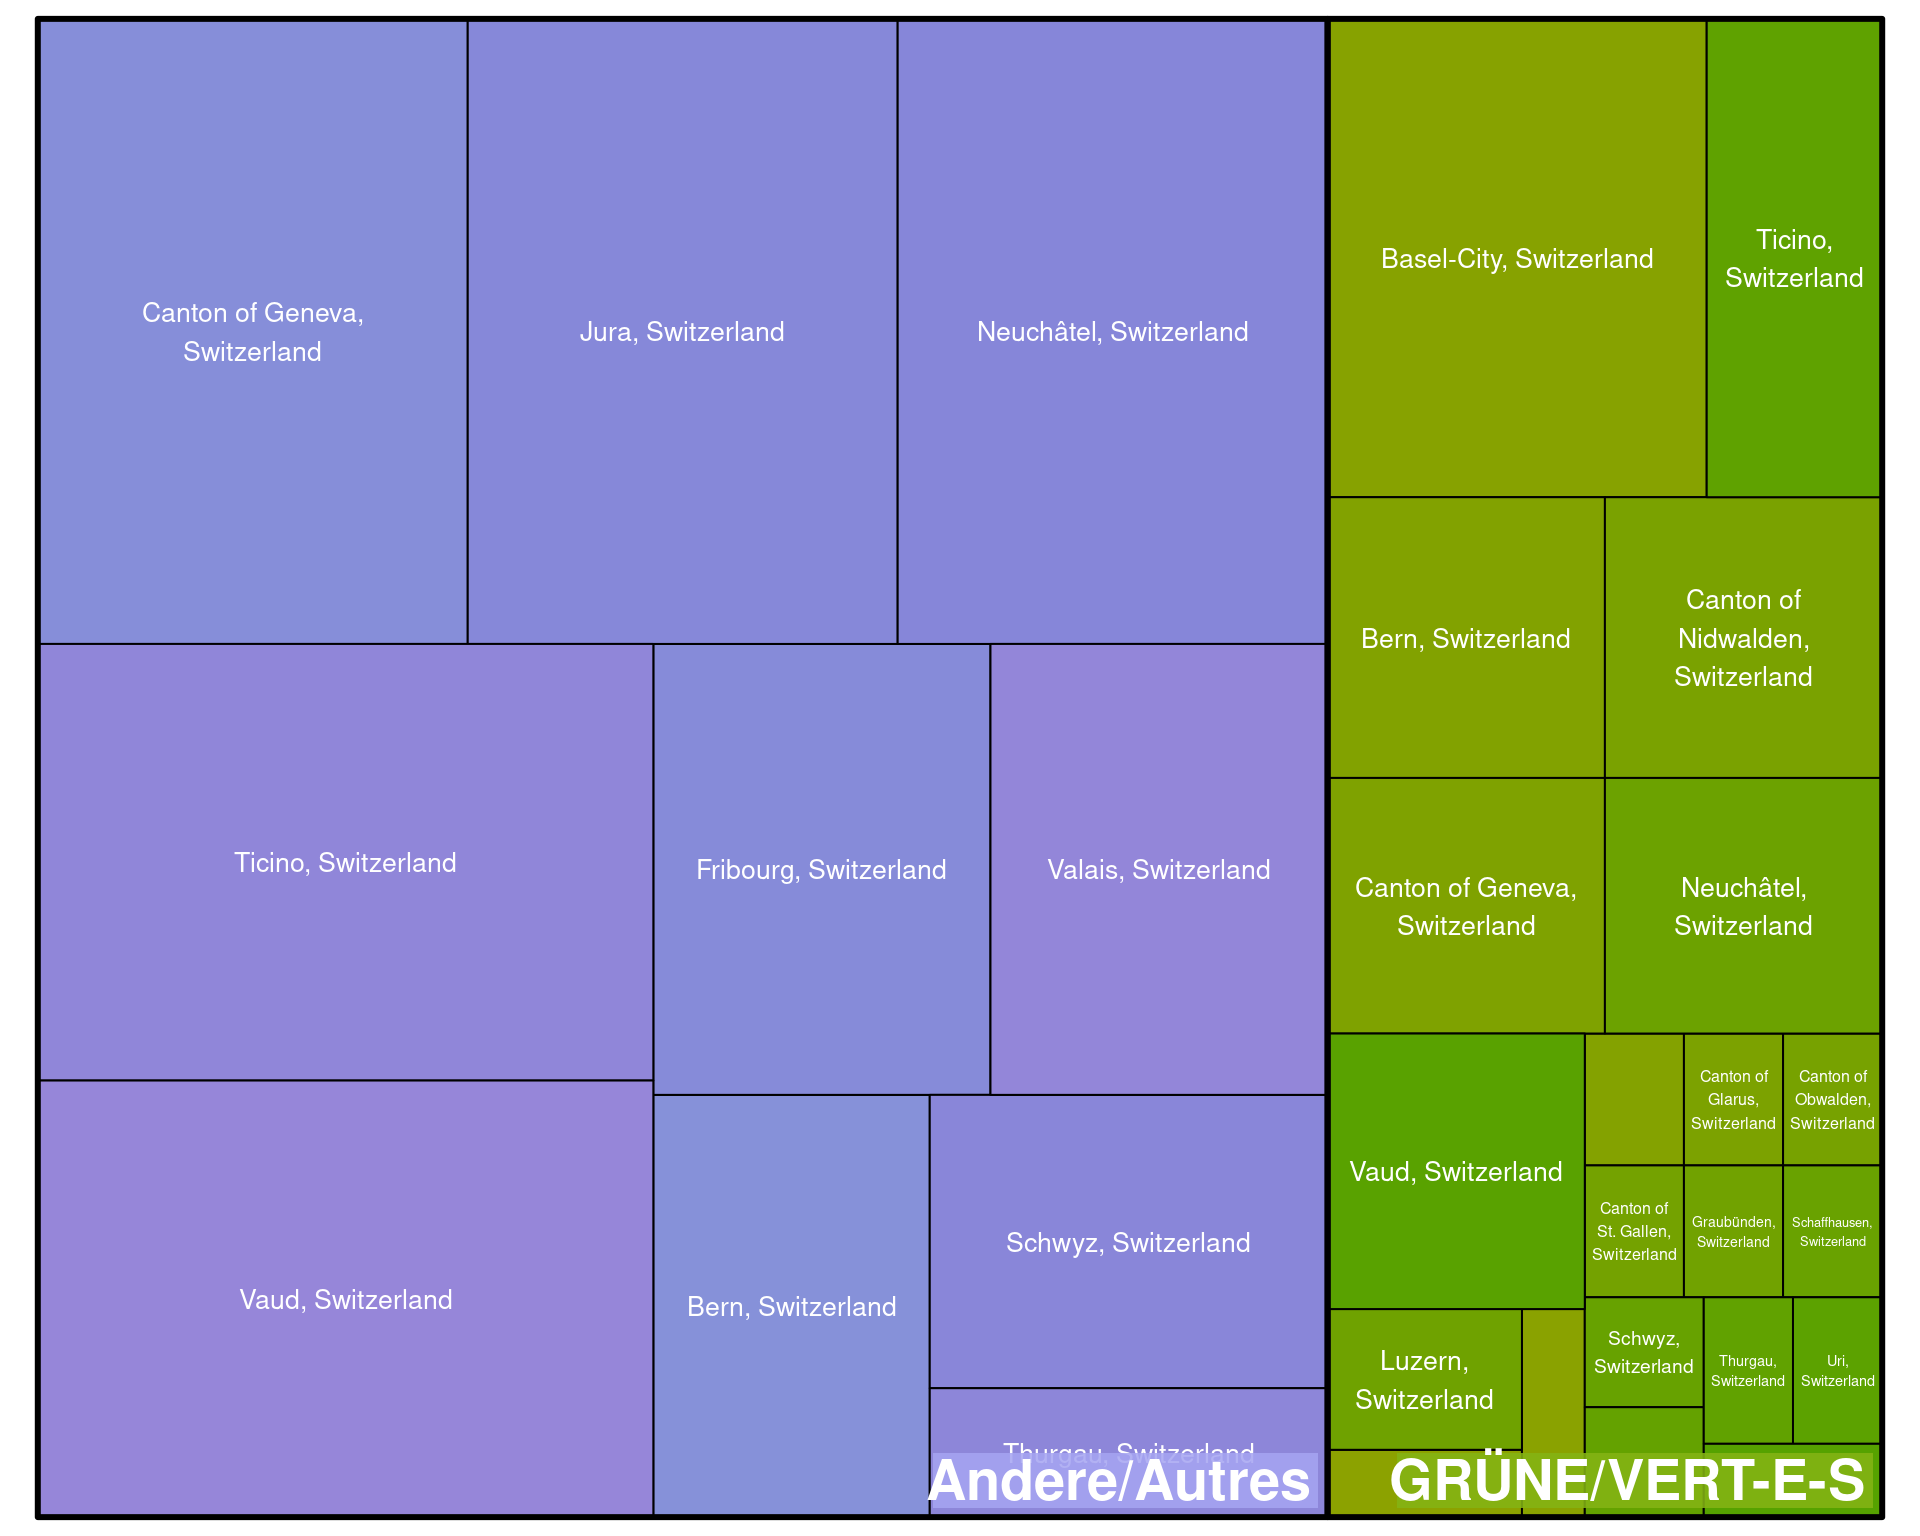 Canton of Geneva,
Switzerland
Jura, Switzerland
Neuchâtel, Switzerland
Ticino, Switzerland
Fribourg, Switzerland
Valais, Switzerland
Vaud, Switzerland
Bern, Switzerland
Schwyz, Switzerland
Thurgau, Switzerland
Andere/Autres
Basel-City, Switzerland
Ticino,
Switzerland
Bern, Switzerland
Canton of
Nidwalden,
Switzerland
Canton of Geneva,
Switzerland
Neuchâtel,
Switzerland
Vaud, Switzerland
Canton of
Glarus,
Switzerland
Canton of
Obwalden,
Switzerland
Canton of
St. Gallen,
Switzerland
Graubünden,
Switzerland
Schaffhausen,
Switzerland
Luzern,
Switzerland
Schwyz,
Switzerland
Thurgau,
Switzerland
Uri,
Switzerland
GRÜNE/VERT-E-S